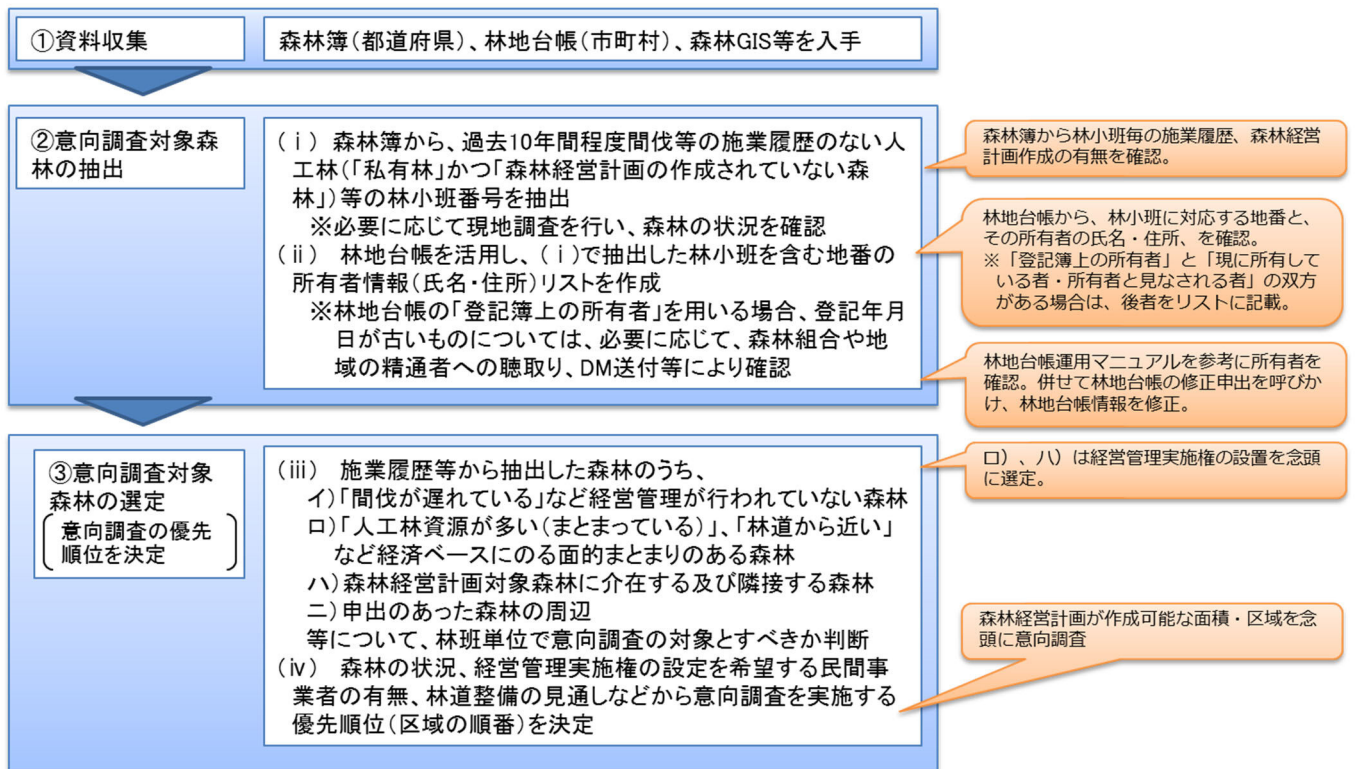 ①資料収集
森林簿(都道府県)、林地台帳(市町村)、森林GIS等を入手
②意向調査対象森
林の抽出
(ⅰ) 森林簿から、過去10年間程度間伐等の施業履歴のない人
工林(「私有林」かつ「森林経営計画の作成されていない森
林」)等の林小班番号を抽出
※必要に応じて現地調査を行い、森林の状況を確認
(ⅱ) 林地台帳を活用し、(ⅰ)で抽出した林小班を含む地番の
所有者情報(氏名・住所)リストを作成
※林地台帳の「登記簿上の所有者」を用いる場合、登記年月
日が古いものについては、必要に応じて、森林組合や地
域の精通者への聴取り、DM送付等により確認
森林簿から林小班毎の施業履歴、森林経営
計画作成の有無を確認。
林地台帳から、林小班に対応する地番と、
その所有者の氏名・住所、を確認。
※「登記簿上の所有者」と「現に所有して
いる者・所有者と見なされる者」の双方
がある場合は、後者をリストに記載。
林地台帳運用マニュアルを参考に所有者を
確認。併せて林地台帳の修正申出を呼びか
け、林地台帳情報を修正。
③意向調査対象
森林の選定
意向調査の優先
順位を決定
(ⅲ) 施業履歴等から抽出した森林のうち、
イ)「間伐が遅れている」など経営管理が行われていない森林
ロ)「人工林資源が多い(まとまっている)」、「林道から近い」
など経済ベースにのる面的まとまりのある森林
ハ)森林経営計画対象森林に介在する及び隣接する森林
ニ)申出のあった森林の周辺
等について、林班単位で意向調査の対象とすべきか判断
(ⅳ) 森林の状況、経営管理実施権の設定を希望する民間事
業者の有無、林道整備の見通しなどから意向調査を実施する
優先順位(区域の順番)を決定
ロ)、ハ)は経営管理実施権の設置を念頭
に選定。
森林経営計画が作成可能な面積・区域を念
頭に意向調査